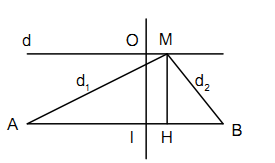 d O M
d₁ d₂
A I H B